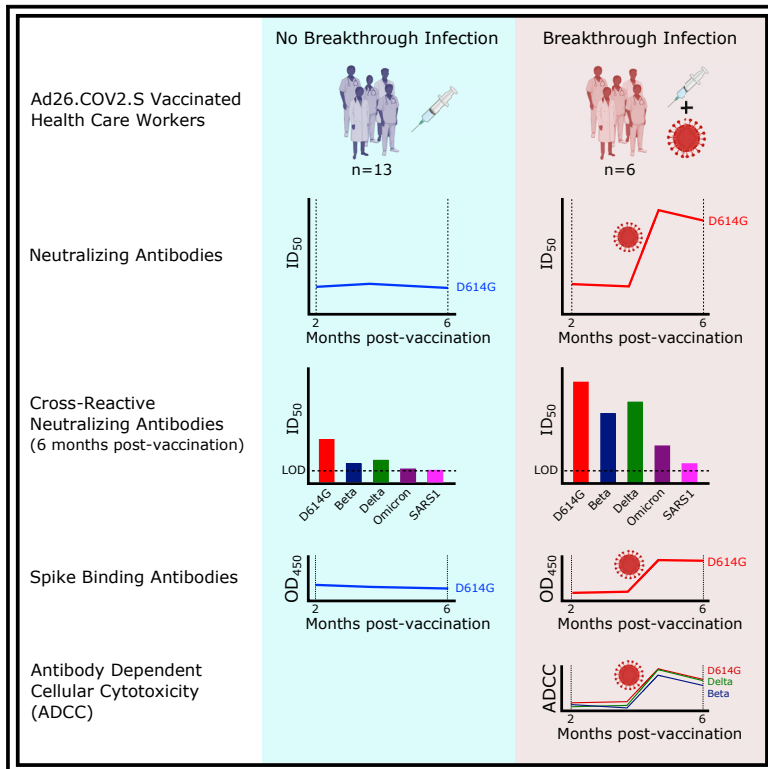 No Breakthrough Infection
Breakthrough Infection
Ad26.COV2.S Vaccinated
Health Care Workers
n=13
+
n=6
Neutralizing Antibodies
ID50
D614G
2
6
Months post-vaccination
ID50
D614G
2
6
Months post-vaccination
Cross-Reactive
Neutralizing Antibodies
(6 months post-vaccination)
ID50
LOD
D614G
Beta
Delta
Omicron
SARS1
ID50
LOD
D614G
Beta
Delta
Omicron
SARS1
Spike Binding Antibodies
OD450
D614G
2
6
Months post-vaccination
OD450
D614G
2
6
Months post-vaccination
Antibody Dependent
Cellular Cytotoxicity
(ADCC)
ADCC
D614G
Delta
Beta
2
6
Months post-vaccination